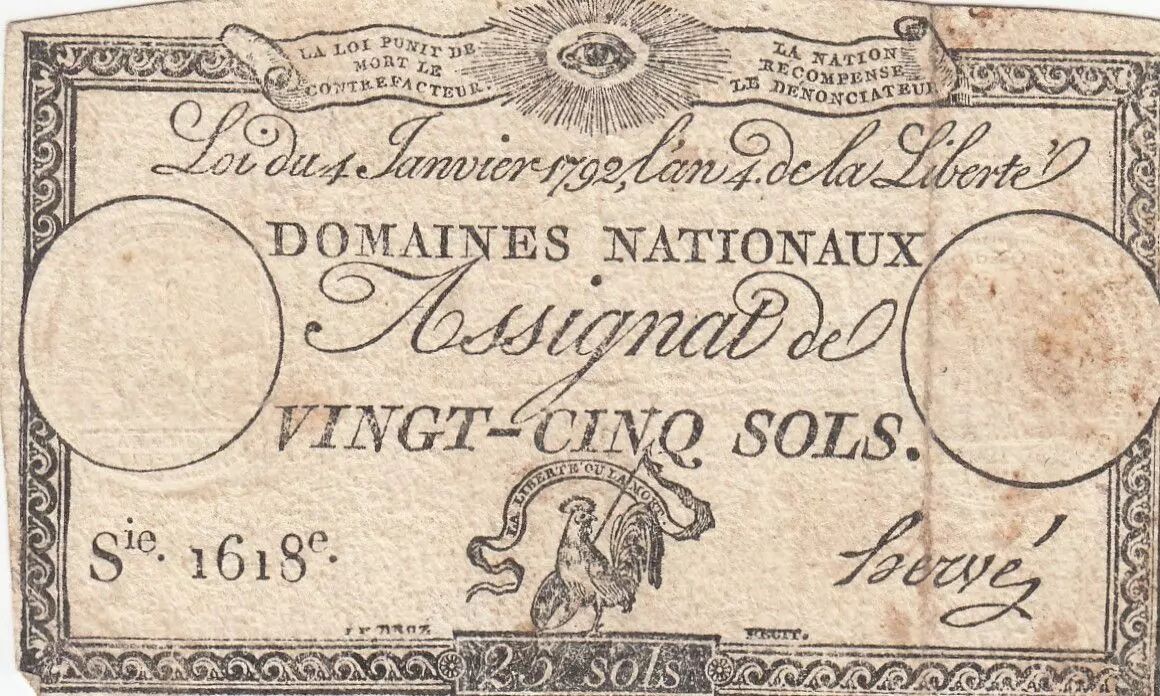 LA LOI PUNIT DE
MORT LE
CONTREFACTEUR.
LA NATION
RECOMPENSE
LE DENONCIATEUR
Loi du 4 Janvier 1792, l'an 4. de la Liberté
DOMAINES NATIONAUX
Assignat de
VINGT-CINQ SOLS.
LA LIBERTÉ OU LA MORT.
Sie. 1618e.
hervé
FECIT.
25 sols